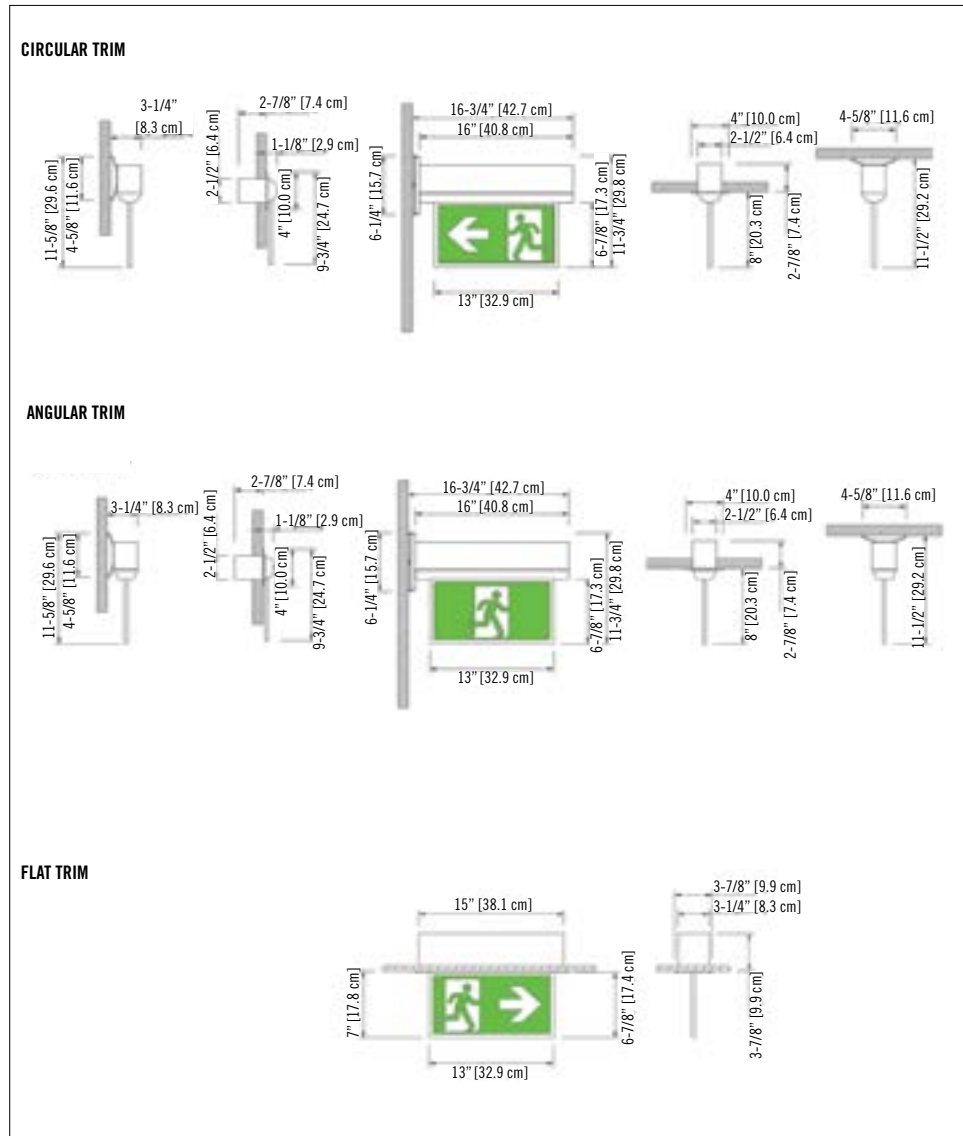 CIRCULAR TRIM
3-1/4"
[8.3 cm]
11-5/8" [29.6 cm]
4-5/8" [11.6 cm]
2-7/8" [7.4 cm]
1-1/8" [2,9 cm]
2-1/2" [6.4 cm]
4" [10.0 cm]
9-3/4" [24.7 cm]
16-3/4" [42.7 cm]
16" [40.8 cm]
6-1/4" [15.7 cm]
6-7/8" [17.3 cm]
11-3/4" [29.8 cm]
13" [32.9 cm]
4" [10.0 cm]
2-1/2" [6.4 cm]
8" [20.3 cm]
2-7/8" [7.4 cm]
4-5/8" [11.6 cm]
11-1/2" [29.2 cm]
ANGULAR TRIM
3-1/4" [8.3 cm]
11-5/8" [29.6 cm]
4-5/8" [11.6 cm]
2-7/8" [7.4 cm]
1-1/8" [2.9 cm]
2-1/2" [6.4 cm]
4" [10.0 cm]
9-3/4" [24.7 cm]
16-3/4" [42.7 cm]
16" [40.8 cm]
6-1/4" [15.7 cm]
6-7/8" [17.3 cm]
11-3/4" [29.8 cm]
13" [32.9 cm]
4" [10.0 cm]
2-1/2" [6.4 cm]
8" [20.3 cm]
2-7/8" [7.4 cm]
4-5/8" [11.6 cm]
11-1/2" [29.2 cm]
FLAT TRIM
15" [38.1 cm]
7" [17.8 cm]
6-7/8" [17.4 cm]
13" [32.9 cm]
3-7/8" [9.9 cm]
3-1/4" [8.3 cm]
3-7/8" [9.9 cm]